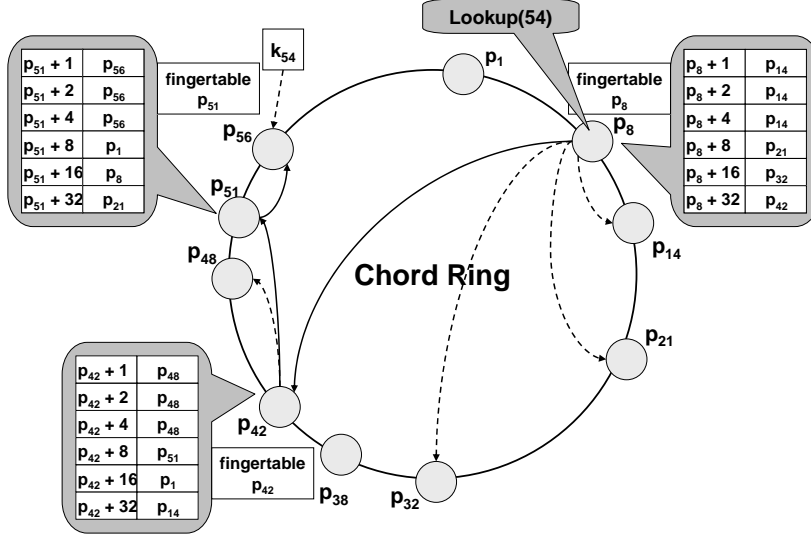 Lookup(54)
k54
p1
fingertable
p51
p51 + 1 p56
p51 + 2 p56
p51 + 4 p56
p51 + 8 p1
p51 + 16 p8
p51 + 32 p21
fingertable
p8
p8 + 1 p14
p8 + 2 p14
p8 + 4 p14
p8 + 8 p21
p8 + 16 p32
p8 + 32 p42
p56
p8
p51
p48
p14
Chord Ring
p21
p42 + 1 p48
p42 + 2 p48
p42 + 4 p48
p42 + 8 p51
p42 + 16 p1
p42 + 32 p14
p42
fingertable
p42
p38
p32